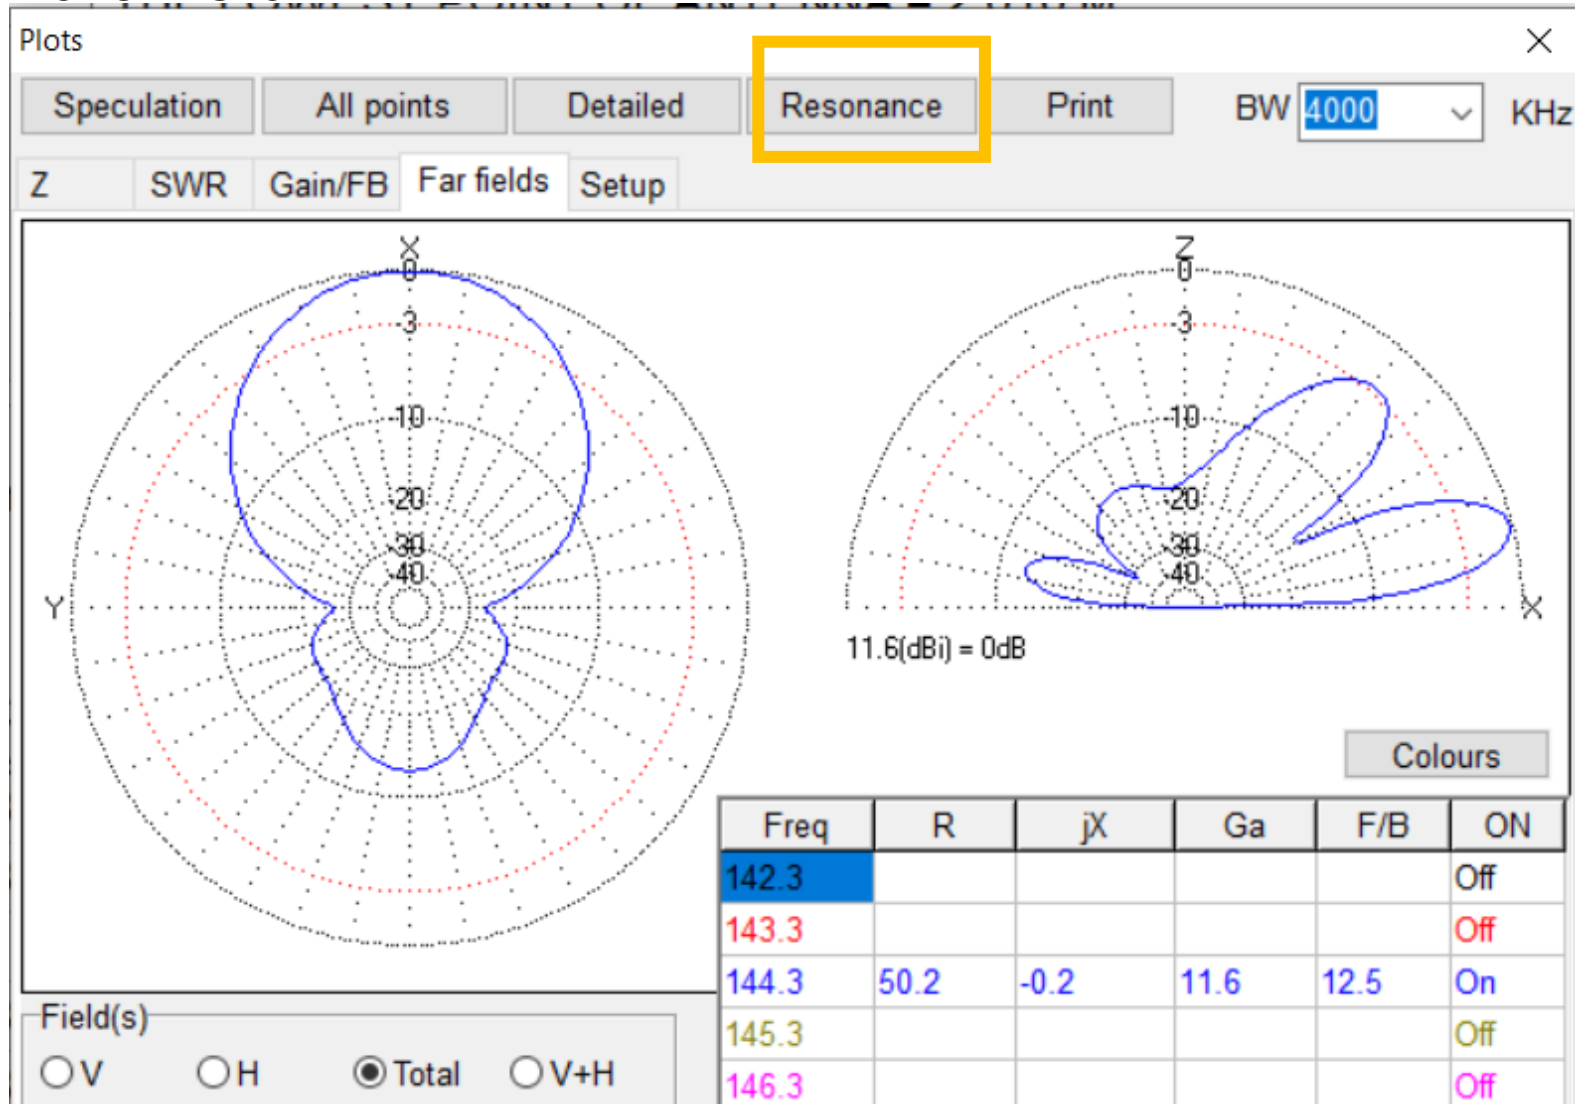 Plots
Speculation All points Detailed Resonance Print BW 4000 KHz
Z SWR Gain/FB Far fields Setup
X
0
-3
-10
-20
-30
-40
Y
Z
0
-3
-10
-20
-30
-40
X
11.6(dBi) = 0dB
Colours
Freq R jX Ga F/B ON
142.3 Off
143.3 Off
144.3 50.2 -0.2 11.6 12.5 On
145.3 Off
146.3 Off
Field(s)
V H Total V+H